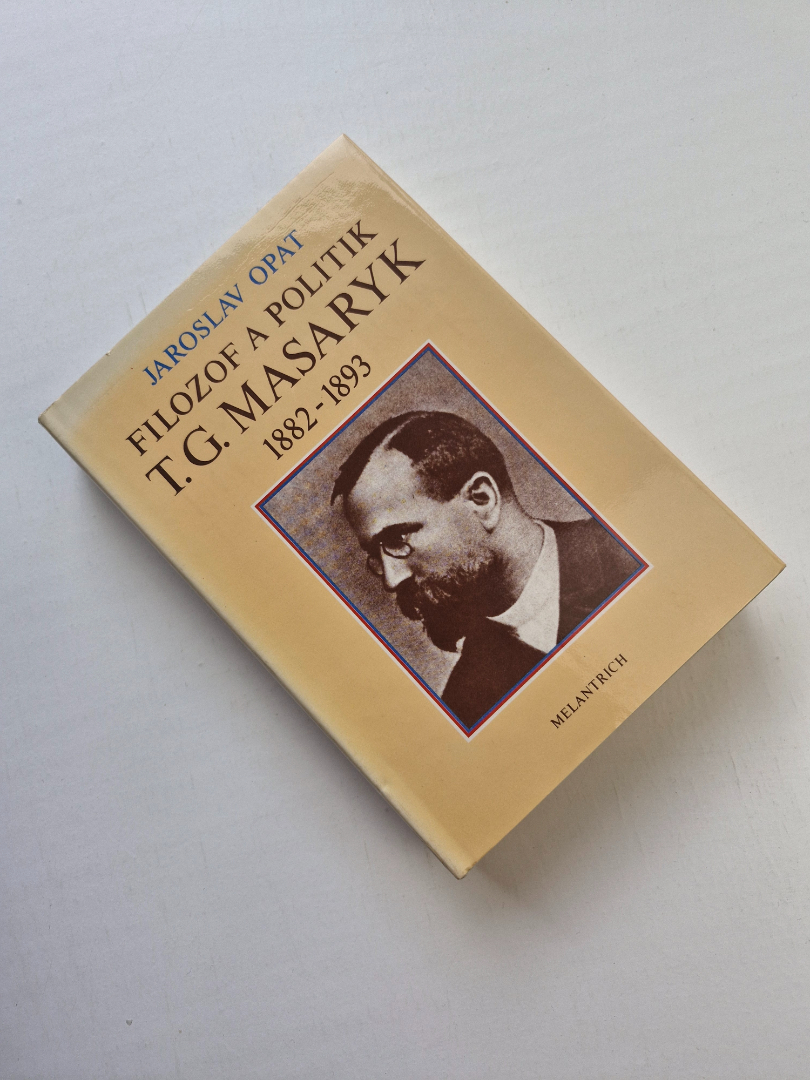 JAROSLAV OPAT
FILOZOF A POLITIK
T. G. MASARYK
1882-1893
MELANTRICH